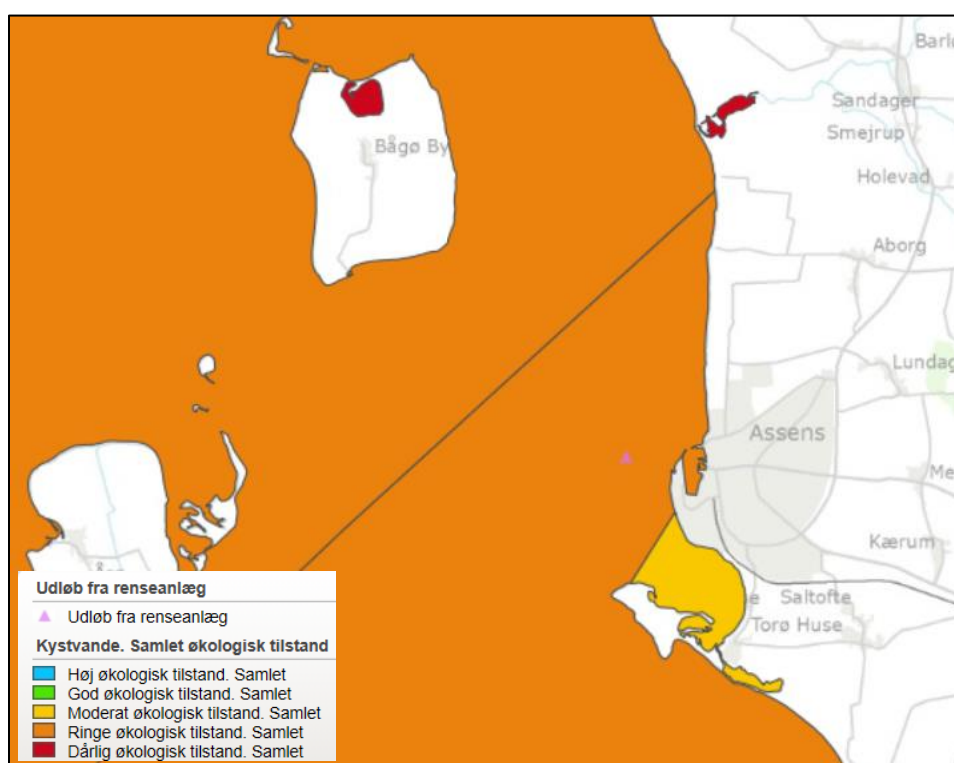 Barl
Sandager
Smejrup
Bågø By
Holevad
Aborg
Lundag
Assens
Me
Kærum
e Saltofte
Torø Huse
Udløb fra renseanlæg
Udløb fra renseanlæg
Kystvande. Samlet økologisk tilstand
Høj økologisk tilstand. Samlet
God økologisk tilstand. Samlet
Moderat økologisk tilstand. Samlet
Ringe økologisk tilstand. Samlet
Dårlig økologisk tilstand. Samlet